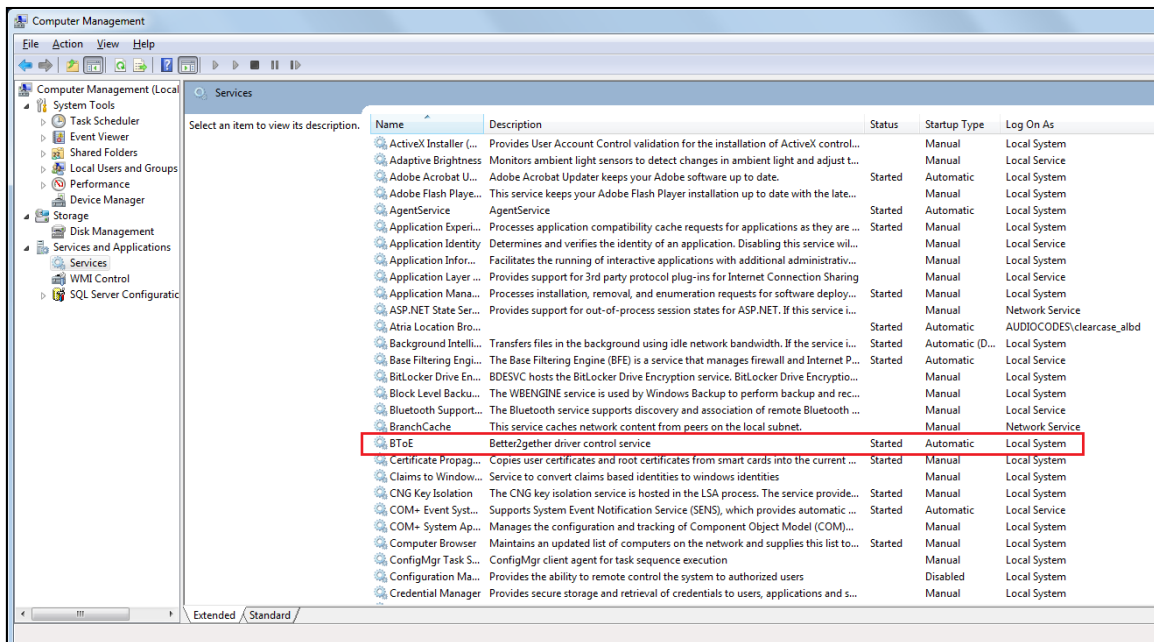 Computer Management
File Action View Help
Computer Management (Local
System Tools
Task Scheduler
Event Viewer
Shared Folders
Local Users and Groups
Performance
Device Manager
Storage
Disk Management
Services and Applications
Services
WMI Control
SQL Server Configuratic
Services
Select an item to view its description.
Name Description Status Startup Type Log On As
ActiveX Installer (... Provides User Account Control validation for the installation of ActiveX control... Manual Local System
Adaptive Brightness Monitors ambient light sensors to detect changes in ambient light and adjust t... Manual Local Service
Adobe Acrobat U... Adobe Acrobat Updater keeps your Adobe software up to date. Started Automatic Local System
Adobe Flash Playe... This service keeps your Adobe Flash Player installation up to date with the late... Manual Local System
AgentService AgentService Started Automatic Local System
Application Experi... Processes application compatibility cache requests for applications as they are ... Started Manual Local System
Application Identity Determines and verifies the identity of an application. Disabling this service wil... Manual Local Service
Application Infor... Facilitates the running of interactive applications with additional administrativ... Manual Local System
Application Layer ... Provides support for 3rd party protocol plug-ins for Internet Connection Sharing Manual Local Service
Application Mana... Processes installation, removal, and enumeration requests for software deploy... Started Manual Local System
ASP.NET State Ser... Provides support for out-of-process session states for ASP.NET. If this service i... Manual Network Service
Atria Location Bro... Started Automatic AUDIOCODES\clearcase_albd
Background Intelli... Transfers files in the background using idle network bandwidth. If the service i... Started Automatic (D... Local System
Base Filtering Engi... The Base Filtering Engine (BFE) is a service that manages firewall and Internet P... Started Automatic Local Service
BitLocker Drive En... BDESVC hosts the BitLocker Drive Encryption service. BitLocker Drive Encryptio... Manual Local System
Block Level Backu... The WBENGINE service is used by Windows Backup to perform backup and rec... Manual Local System
Bluetooth Support... The Bluetooth service supports discovery and association of remote Bluetooth ... Manual Local Service
BranchCache This service caches network content from peers on the local subnet. Manual Network Service
BToE Better2gether driver control service Started Automatic Local System
Certificate Propag... Copies user certificates and root certificates from smart cards into the current ... Started Manual Local System
Claims to Window... Service to convert claims based identities to windows identities Manual Local System
CNG Key Isolation The CNG key isolation service is hosted in the LSA process. The service provide... Started Manual Local System
COM+ Event Syst... Supports System Event Notification Service (SENS), which provides automatic ... Started Automatic Local Service
COM+ System Ap... Manages the configuration and tracking of Component Object Model (COM)... Manual Local System
Computer Browser Maintains an updated list of computers on the network and supplies this list to... Started Manual Local System
ConfigMgr Task S... ConfigMgr client agent for task sequence execution Manual Local System
Configuration Ma... Provides the ability to remote control the system to authorized users Disabled Local System
Credential Manager Provides secure storage and retrieval of credentials to users, applications and s... Manual Local System
Extended Standard